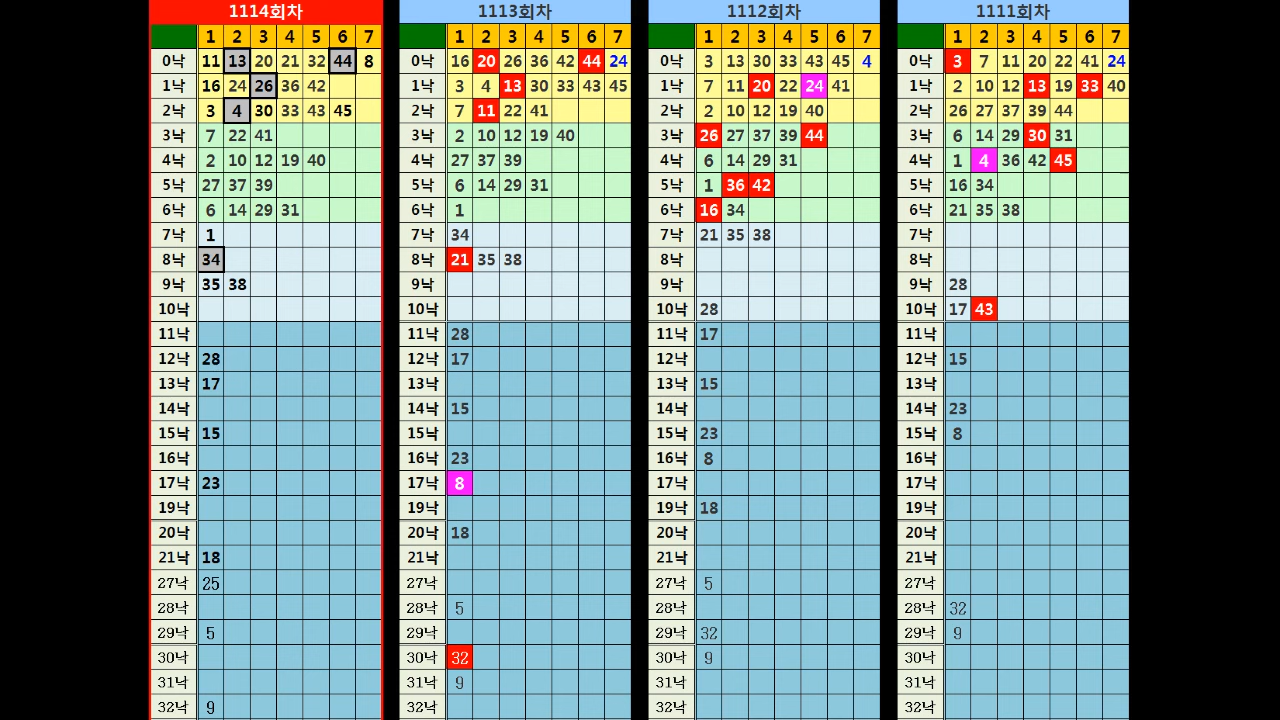 1114회차 1113회차 1112회차 1111회차
1 2 3 4 5 6 7 1 2 3 4 5 6 7 1 2 3 4 5 6 7 1 2 3 4 5 6 7
0낙 11 13 20 21 32 44 8 0낙 16 20 26 36 42 44 24 0낙 3 13 30 33 43 45 4 0낙 3 7 11 20 22 41 24
1낙 16 24 26 36 42 1낙 3 4 13 30 33 43 45 1낙 7 11 20 22 24 41 1낙 2 10 12 13 19 33 40
2낙 3 4 30 33 43 45 2낙 7 11 22 41 2낙 2 10 12 19 40 2낙 26 27 37 39 44
3낙 7 22 41 3낙 2 10 12 19 40 3낙 26 27 37 39 44 3낙 6 14 29 30 31
4낙 2 10 12 19 40 4낙 27 37 39 4낙 6 14 29 31 4낙 1 4 36 42 45
5낙 27 37 39 5낙 6 14 29 31 5낙 1 36 42 5낙 16 34
6낙 6 14 29 31 6낙 1 6낙 16 34 6낙 21 35 38
7낙 1 7낙 34 7낙 21 35 38 7낙
8낙 34 8낙 21 35 38 8낙 8낙
9낙 35 38 9낙 9낙 9낙 28
10낙 10낙 10낙 28 10낙 17 43
11낙 11낙 28 11낙 17 11낙
12낙 28 12낙 17 12낙 12낙 15
13낙 17 13낙 13낙 15 13낙
14낙 14낙 15 14낙 14낙 23
15낙 15 15낙 15낙 23 15낙 8
16낙 16낙 23 16낙 8 16낙
17낙 23 17낙 8 17낙 17낙
19낙 19낙 19낙 18 19낙
20낙 20낙 18 20낙 20낙
21낙 18 21낙 21낙 21낙
27낙 25 27낙 27낙 5 27낙
28낙 28낙 5 28낙 28낙 32
29낙 5 29낙 29낙 32 29낙 9
30낙 30낙 32 30낙 9 30낙
31낙 31낙 9 31낙 31낙
32낙 9 32낙 32낙 32낙